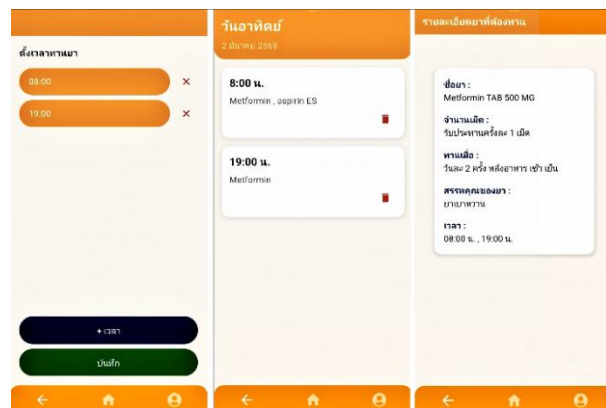 ตั้งเวลาทานยา
08:00
19:00
+ เวลา
บันทึก
วันอาทิตย์
2 มีนาคม 2568
8:00 น.
Metformin , aspirin ES
19:00 น.
Metformin
รายละเอียดยาที่ต้องทาน
ชื่อยา :
Metformin TAB 500 MG
จำนวนเม็ด :
รับประทานครั้งละ 1 เม็ด
ทานเมื่อ :
วันละ 2 ครั้ง หลังอาหาร เช้า เย็น
สรรพคุณของยา :
ยาเบาหวาน
เวลา :
08:00 น. , 19:00 น.